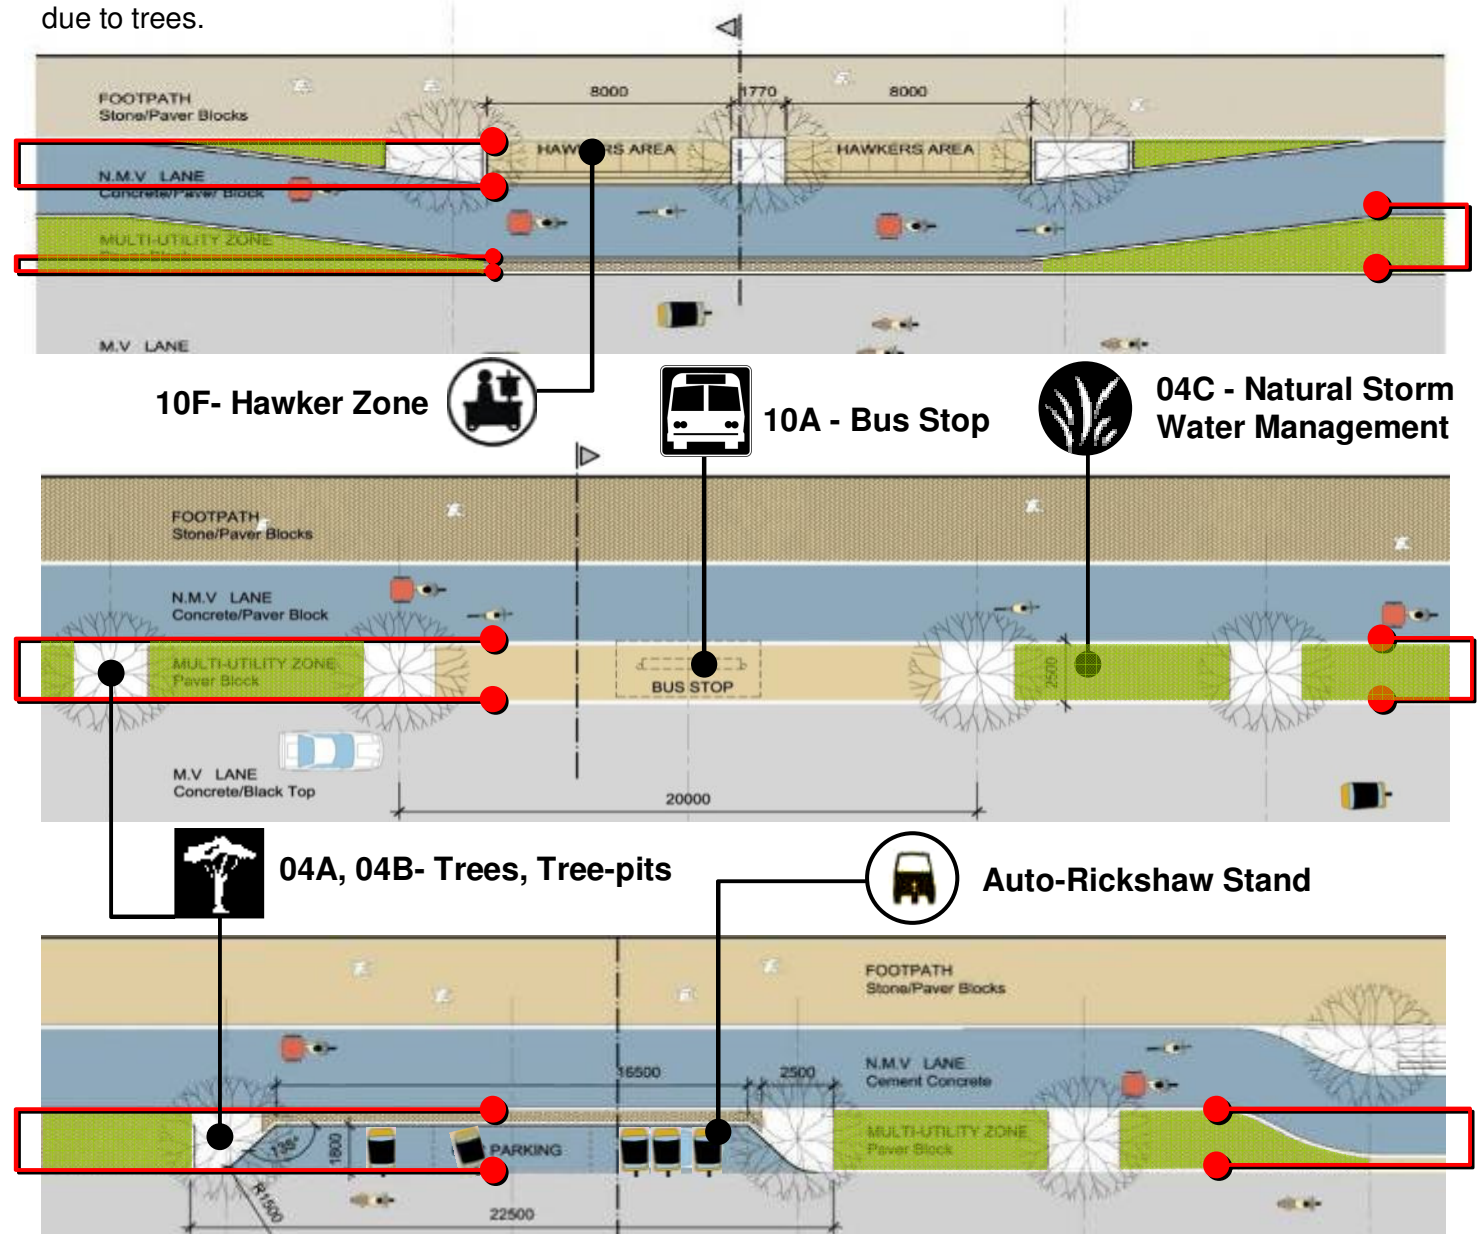 due to trees.
8000
1770
8000
FOOTPATH
Stone/Paver Blocks
HAWKERS AREA
HAWKERS AREA
N.M.V LANE
Concrete/Paver Block
MULTI-UTILITY ZONE
Paver Block
M.V LANE
10F- Hawker Zone
10A - Bus Stop
04C - Natural Storm
Water Management
FOOTPATH
Stone/Paver Blocks
N.M.V LANE
Concrete/Paver Block
MULTI-UTILITY ZONE
Paver Block
BUS STOP
2500
M.V LANE
Concrete/Black Top
20000
04A, 04B- Trees, Tree-pits
Auto-Rickshaw Stand
FOOTPATH
Stone/Paver Blocks
N.M.V LANE
Cement Concrete
16500
2500
MULTI-UTILITY ZONE
Paver Block
1800
PARKING
R1500
22500